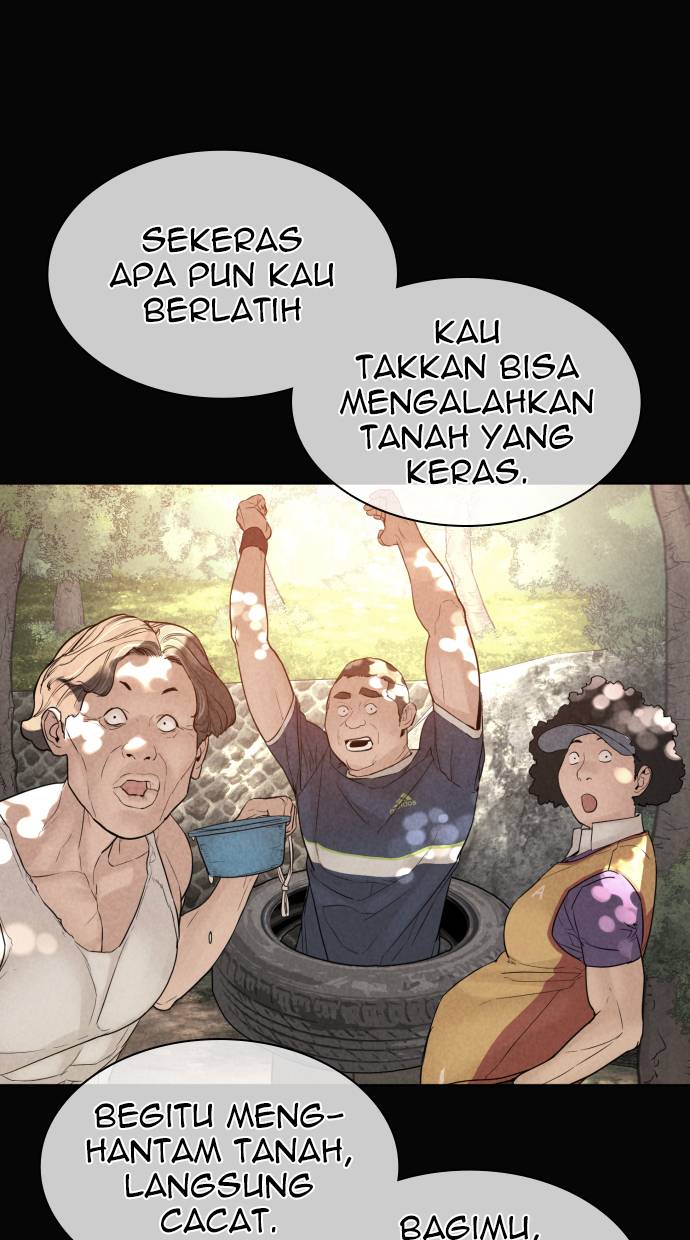 SEKERAS
APA PUN KAU
BERLATIH
KAU
TAKKAN BISA
MENGALAHKAN
TANAH YANG
KERAS.
adidas
A
BEGITU MENG-
HANTAM TANAH,
LANGSUNG
CACAT.
BAGIMU,